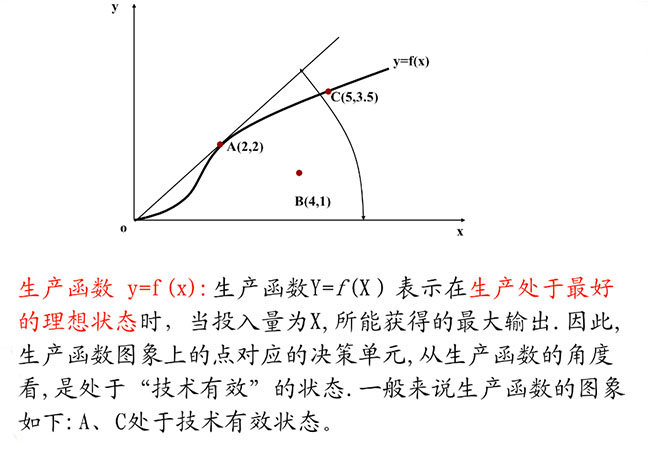 y
y=f(x)
C(5,3.5)
A(2,2)
B(4,1)
o
x
生产函数 y=f(x):生产函数Y=f(X) 表示在生产处于最好
的理想状态时，当投入量为X,所能获得的最大输出.因此,
生产函数图象上的点对应的决策单元,从生产函数的角度
看,是处于“技术有效”的状态.一般来说生产函数的图象
如下:A、C处于技术有效状态。